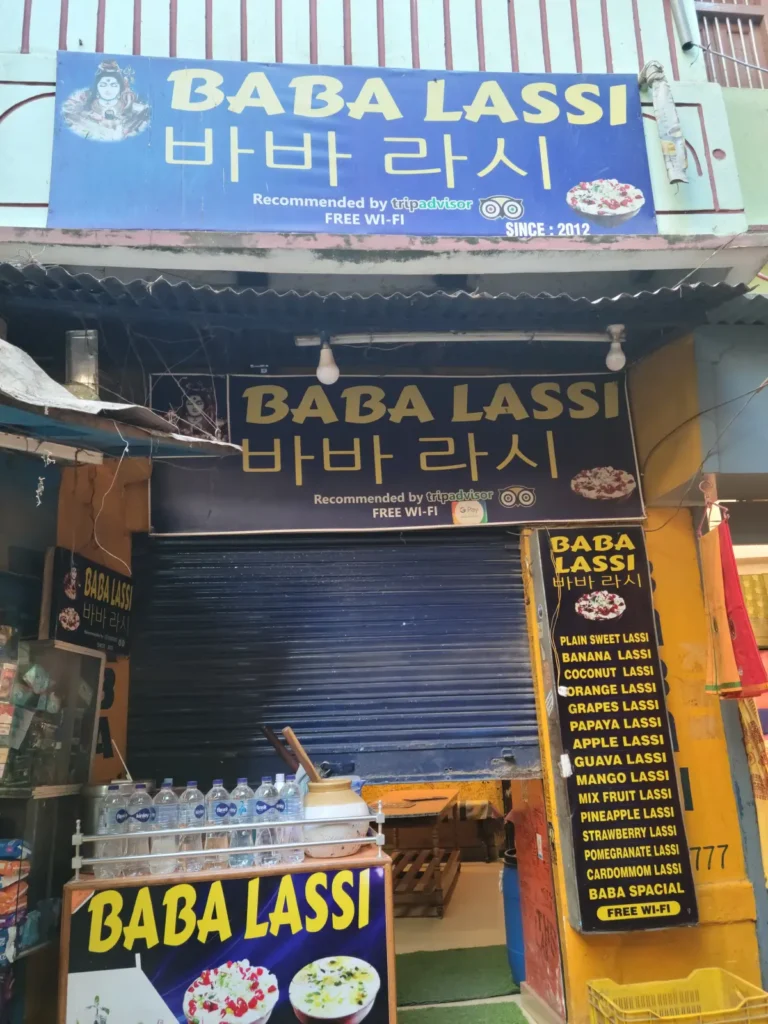 BABA LASSI
바바 라시
Recommended by tripadvisor
FREE WI-FI
SINCE : 2012
BABA LASSI
바바 라시
Recommended by tripadvisor
FREE WI-FI
G Pay
BABA LASSI
바바 라시
BABA
LASSI
바바 라시
PLAIN SWEET LASSI
BANANA LASSI
COCONUT LASSI
ORANGE LASSI
GRAPES LASSI
PAPAYA LASSI
APPLE LASSI
GUAVA LASSI
MANGO LASSI
MIX FRUIT LASSI
PINEAPPLE LASSI
STRAWBERRY LASSI
POMEGRANATE LASSI
CARDOMMOM LASSI
BABA SPACIAL
FREE WI-FI
777
BABA LASSI